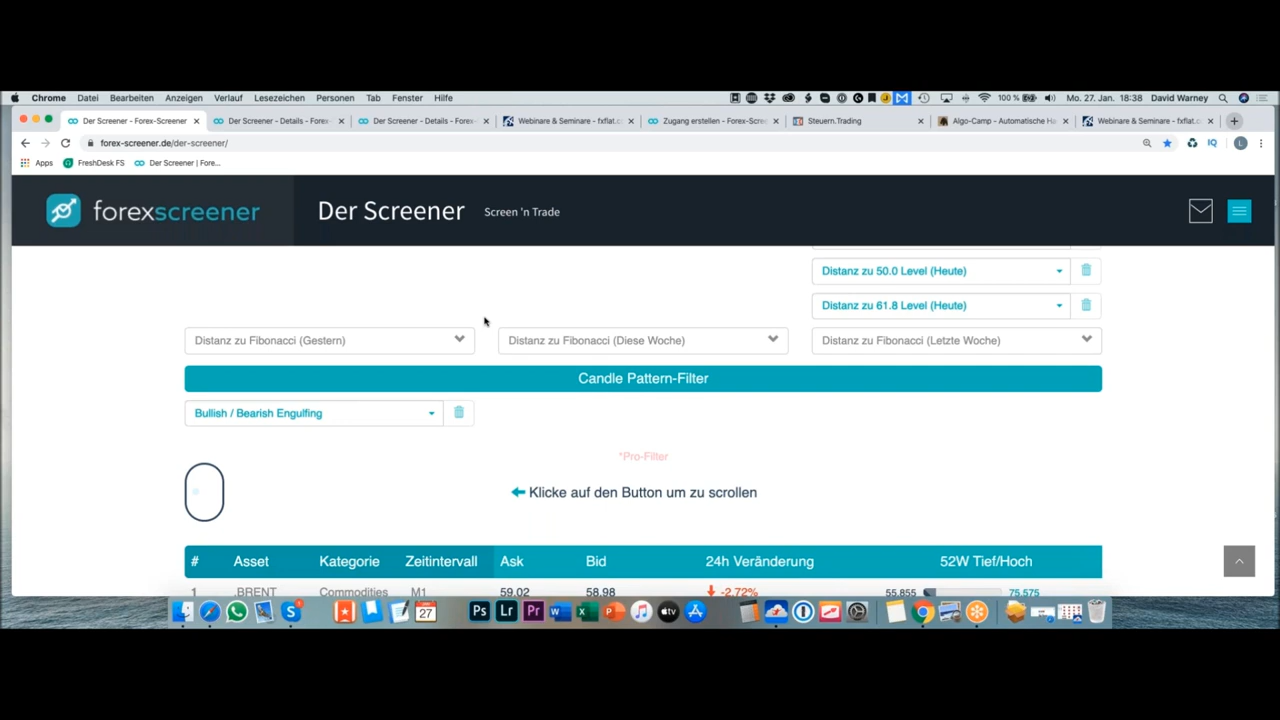 Chrome Datei Bearbeiten Anzeigen Verlauf Lesezeichen Personen Tab Fenster Hilfe 100 % Mo. 27. Jan. 18:38 David Warney
Der Screener - Forex-Screener Der Screener - Details - Forex- Der Screener - Details - Forex- Webinare & Seminare - fxflat.c Zugang erstellen - Forex-Scree Steuern.Trading Algo-Camp - Automatische Ha Webinare & Seminare - fxflat.c
forex-screener.de/der-screener/
Apps FreshDesk FS Der Screener | Fore...
forexscreener Der Screener Screen 'n Trade
Distanz zu 50.0 Level (Heute)
Distanz zu 61.8 Level (Heute)
Distanz zu Fibonacci (Gestern) Distanz zu Fibonacci (Diese Woche) Distanz zu Fibonacci (Letzte Woche)
Candle Pattern-Filter
Bullish / Bearish Engulfing
*Pro-Filter
Klicke auf den Button um zu scrollen
# Asset Kategorie Zeitintervall Ask Bid 24h Veränderung 52W Tief/Hoch
1 .BRENT Commodities M1 59.02 58.98 -2.72% 55.855 75.575
Ps Lr Pr 27 tv